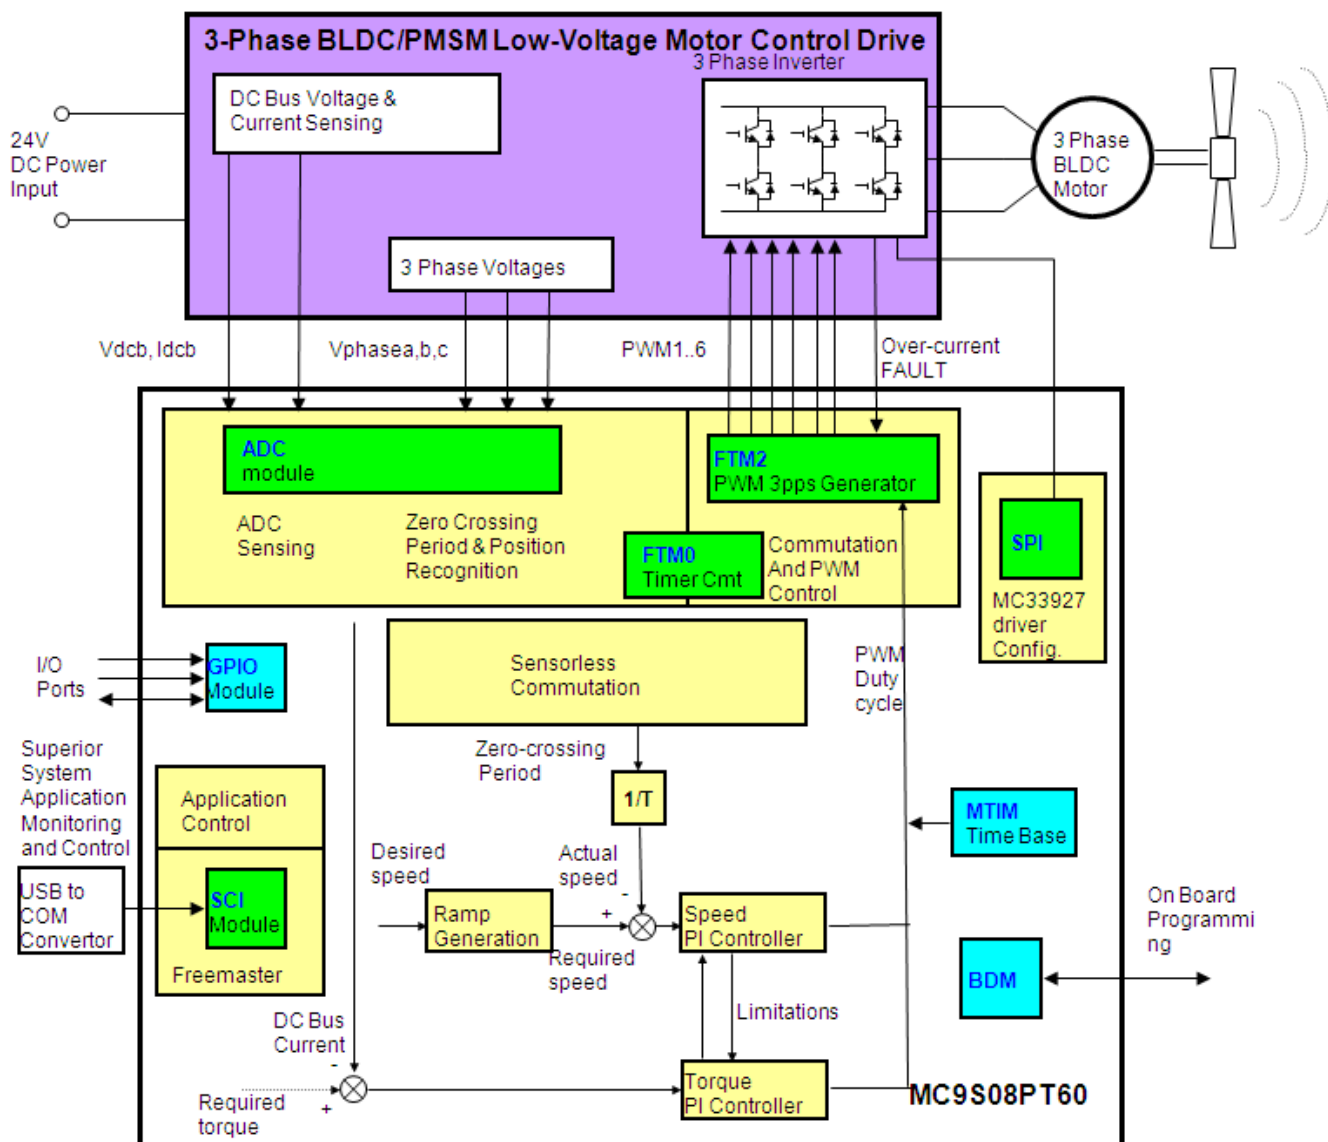 3-Phase BLDC/PMSM Low-Voltage Motor Control Drive
3 Phase Inverter
DC Bus Voltage &
Current Sensing
24V
DC Power
Input
3 Phase
BLDC
Motor
3 Phase Voltages
Vdcb, Idcb
Vphasea,b,c
PWM1..6
Over-current
FAULT
ADC
module
FTM2
PWM 3pps Generator
ADC
Sensing
Zero Crossing
Period & Position
Recognition
FTM0
Timer Cmt
Commutation
And PWM
Control
SPI
MC33927
driver
Config.
I/O
Ports
GPIO
Module
Sensorless
Commutation
PWM
Duty
cycle
Superior
System
Application
Monitoring
and Control
Zero-crossing
Period
1/T
Application
Control
MTIM
Time Base
Desired
speed
Actual
speed
-
+
USB to
COM
Convertor
SCI
Module
Freemaster
Ramp
Generation
Required
speed
Speed
PI Controller
On Board
Programmi
ng
BDM
Limitations
DC Bus
Current
-
+
Required
torque
Torque
PI Controller
MC9S08PT60